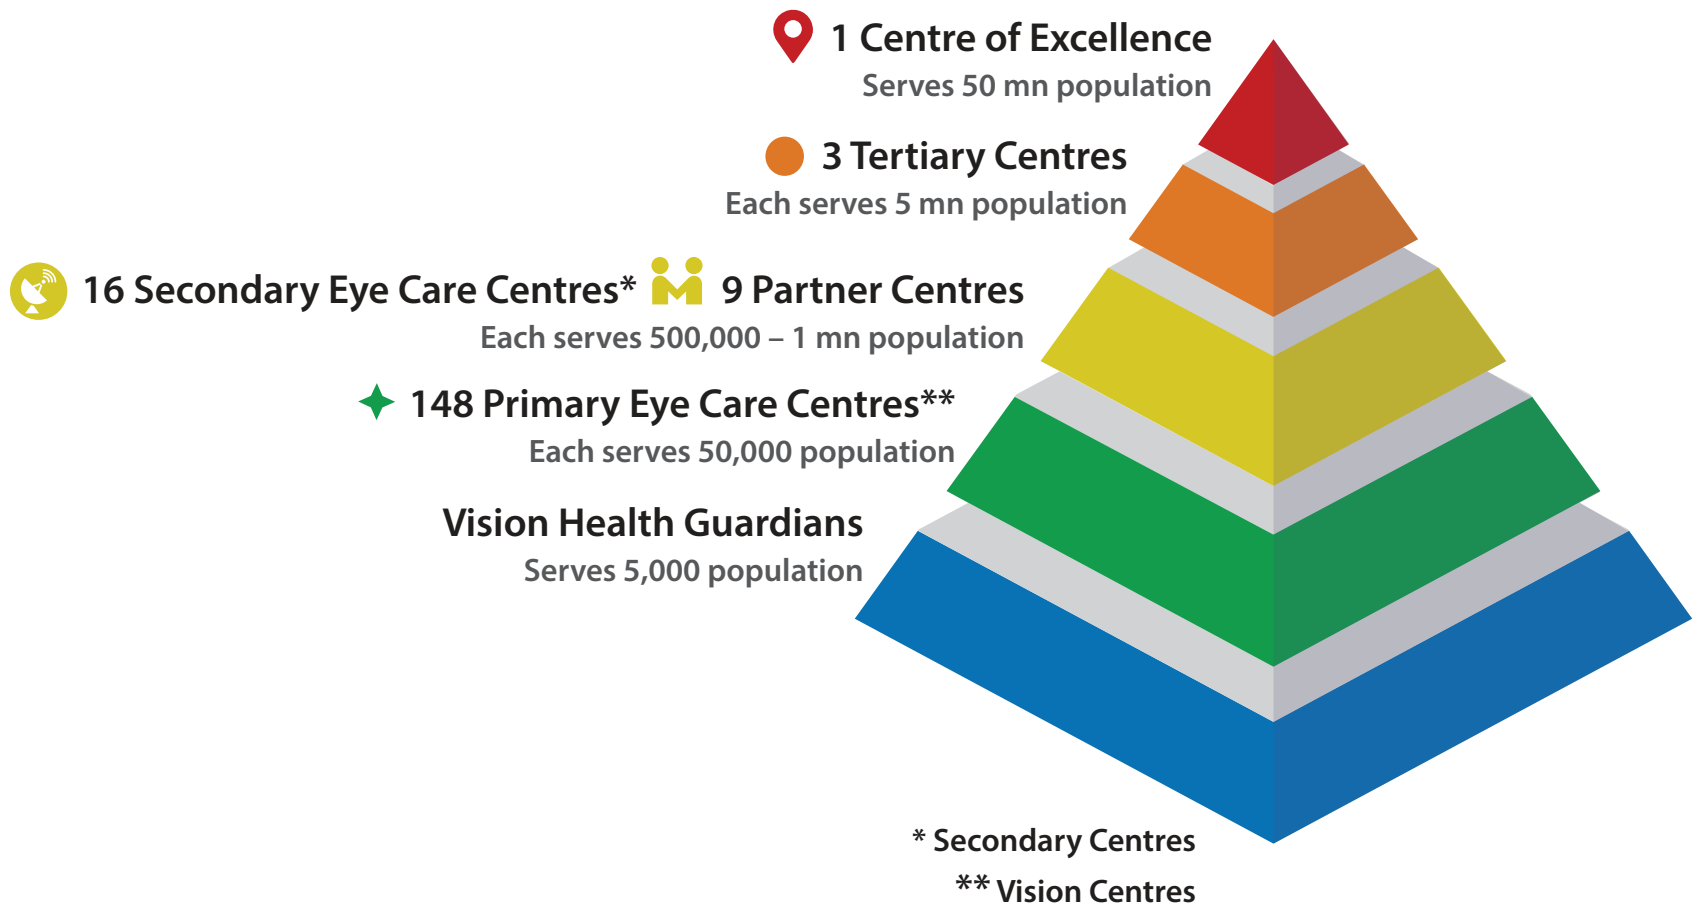 1 Centre of Excellence
Serves 50 mn population
3 Tertiary Centres
Each serves 5 mn population
16 Secondary Eye Care Centres* 9 Partner Centres
Each serves 500,000 – 1 mn population
148 Primary Eye Care Centres**
Each serves 50,000 population
Vision Health Guardians
Serves 5,000 population
* Secondary Centres
** Vision Centres